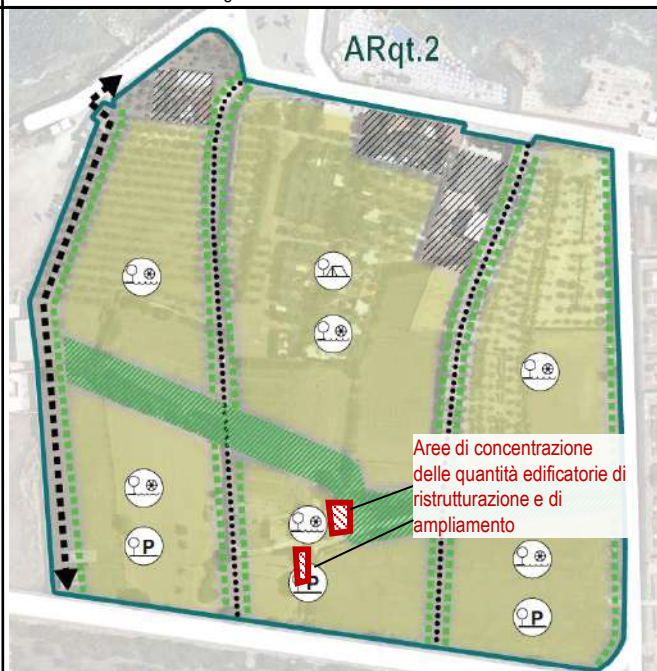 ARqt.2
Aree di concentrazione
delle quantità edificatorie di
ristrutturazione e di
ampliamento
P
P
P